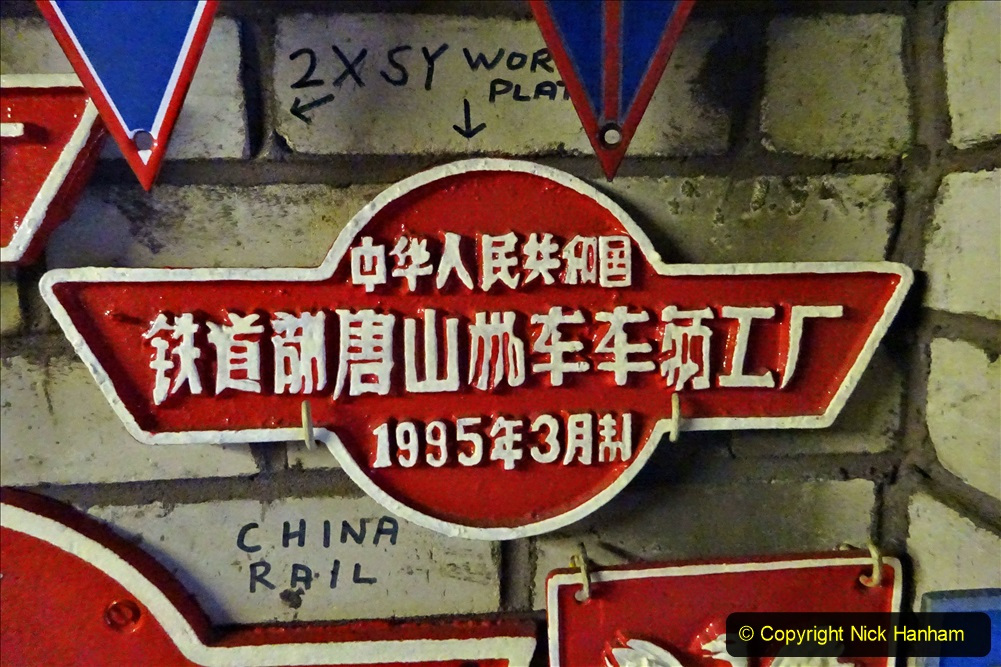 2 X SY WOR
PLAT
中华人民共和国
铁道部唐山机车车辆工厂
1995年3月制
CHINA
RAIL
© Copyright Nick Hanham